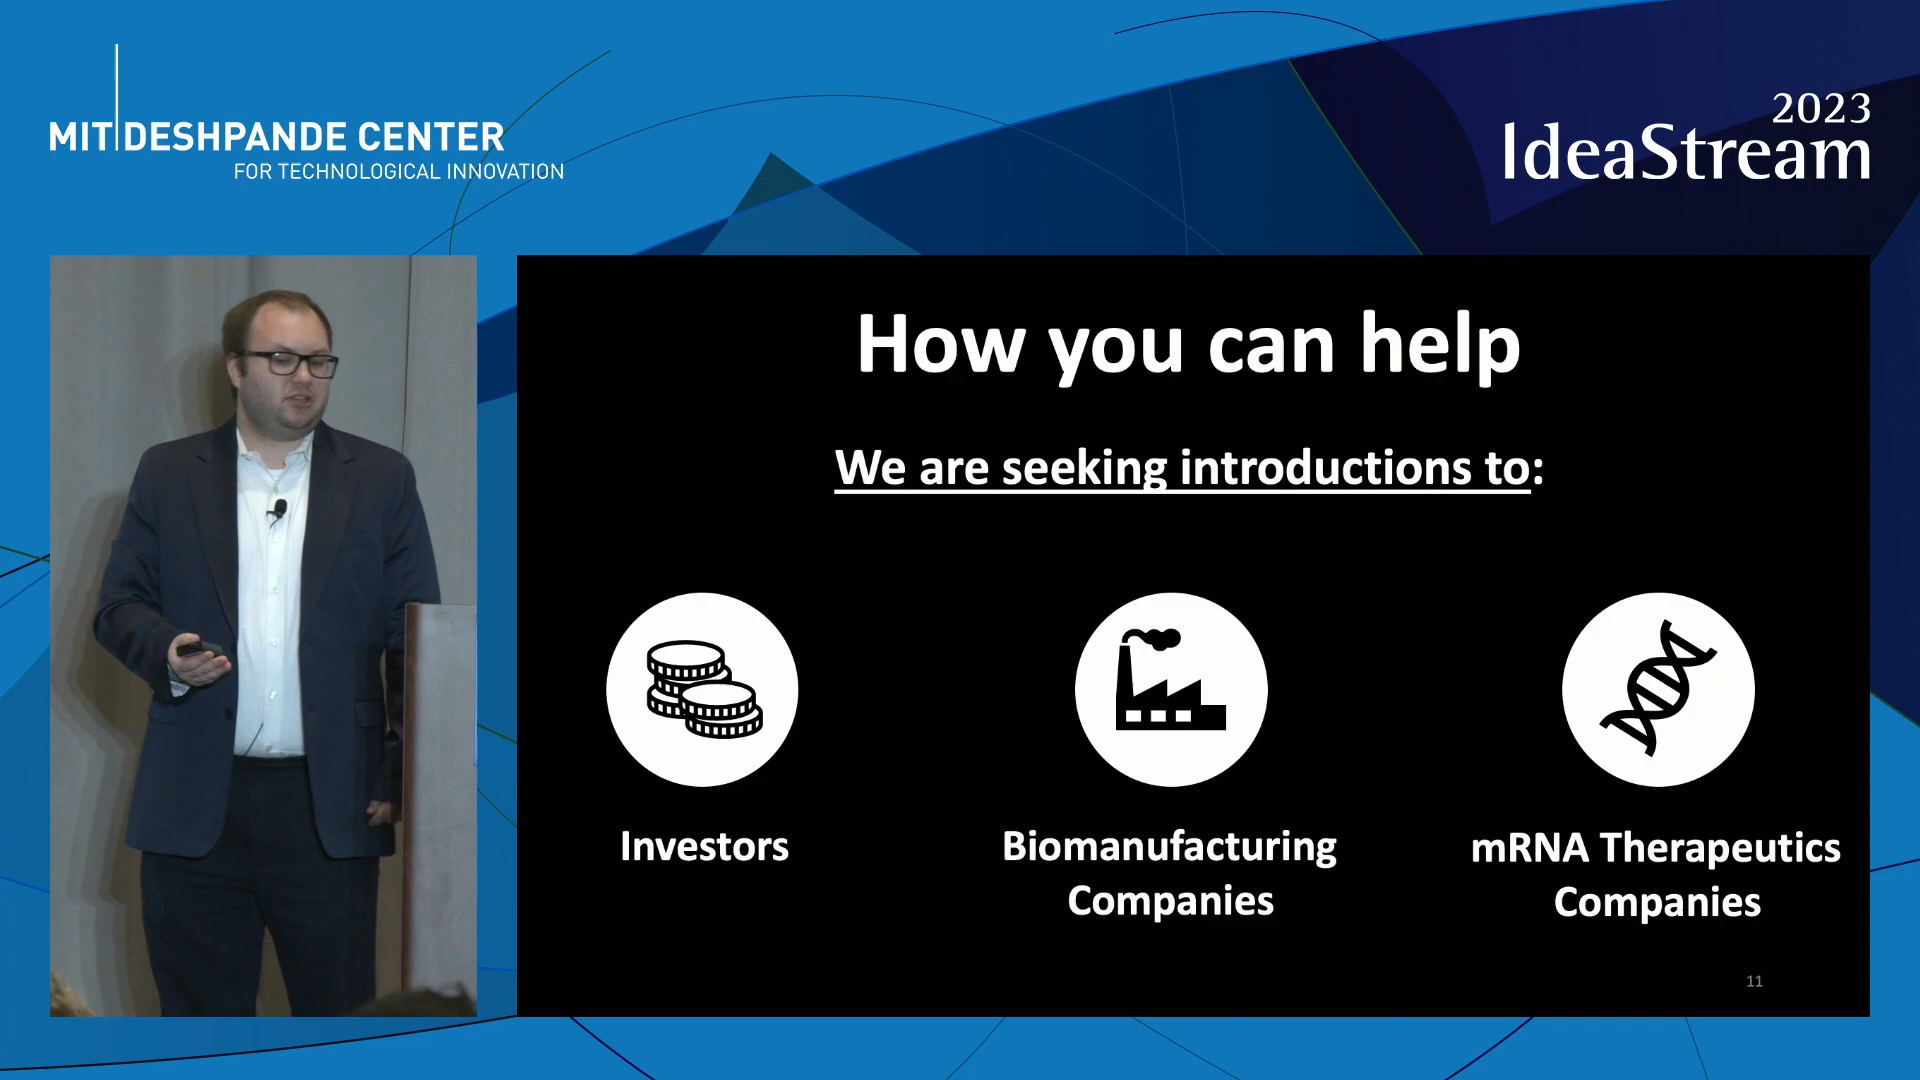 MIT DESHPANDE CENTER
FOR TECHNOLOGICAL INNOVATION
2023
IdeaStream
How you can help
We are seeking introductions to:
Investors
Biomanufacturing
Companies
mRNA Therapeutics
Companies
11